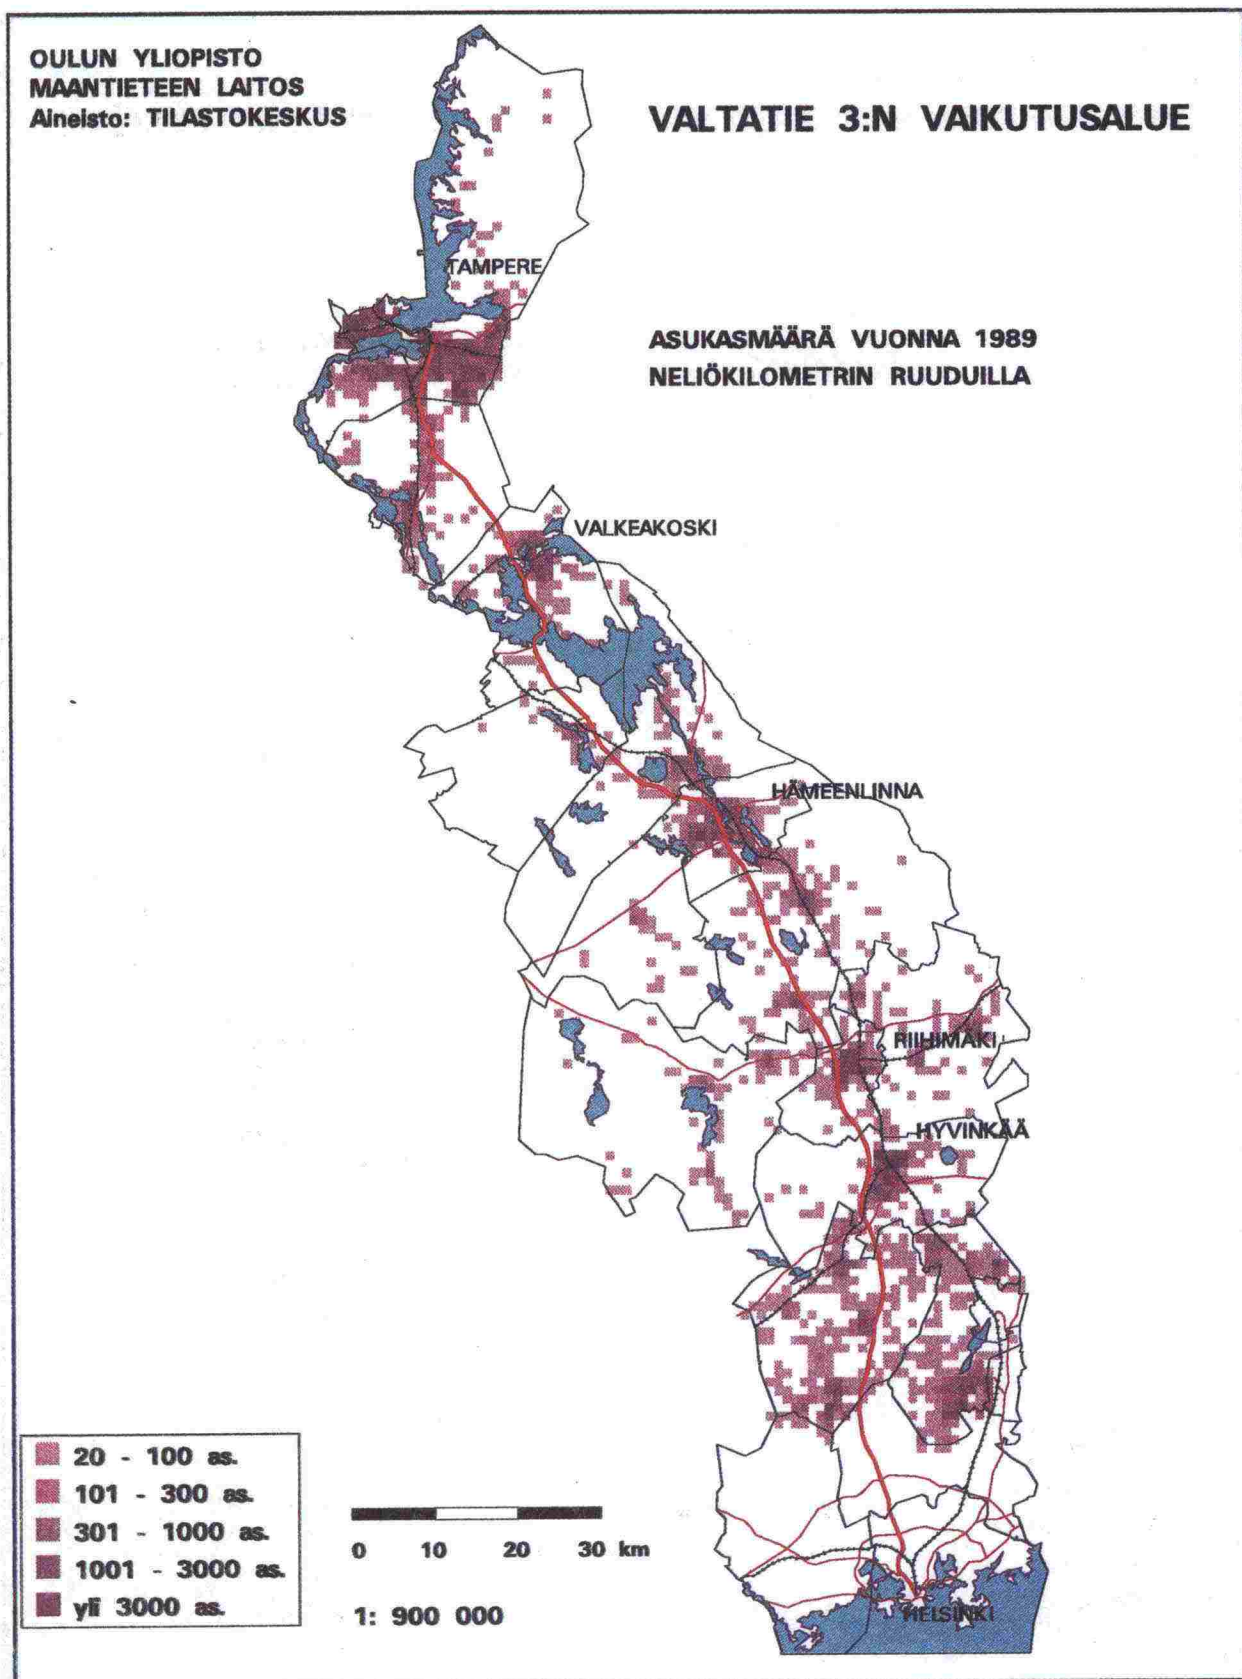 OULUN YLIOPISTO
MAANTIETEEN LAITOS
Aineisto: TILASTOKESKUS
VALTATIE 3:N VAIKUTUSALUE
TAMPERE
ASUKASMÄÄRÄ VUONNA 1989
NELIÖKILOMETRIN RUUDUILLA
VALKEAKOSKI
HÄMEENLINNA
RIIHIMÄKI
HYVINKÄÄ
20 - 100 as.
101 - 300 as.
301 - 1000 as.
1001 - 3000 as.
yli 3000 as.
0 10 20 30 km
1: 900 000
HELSINKI